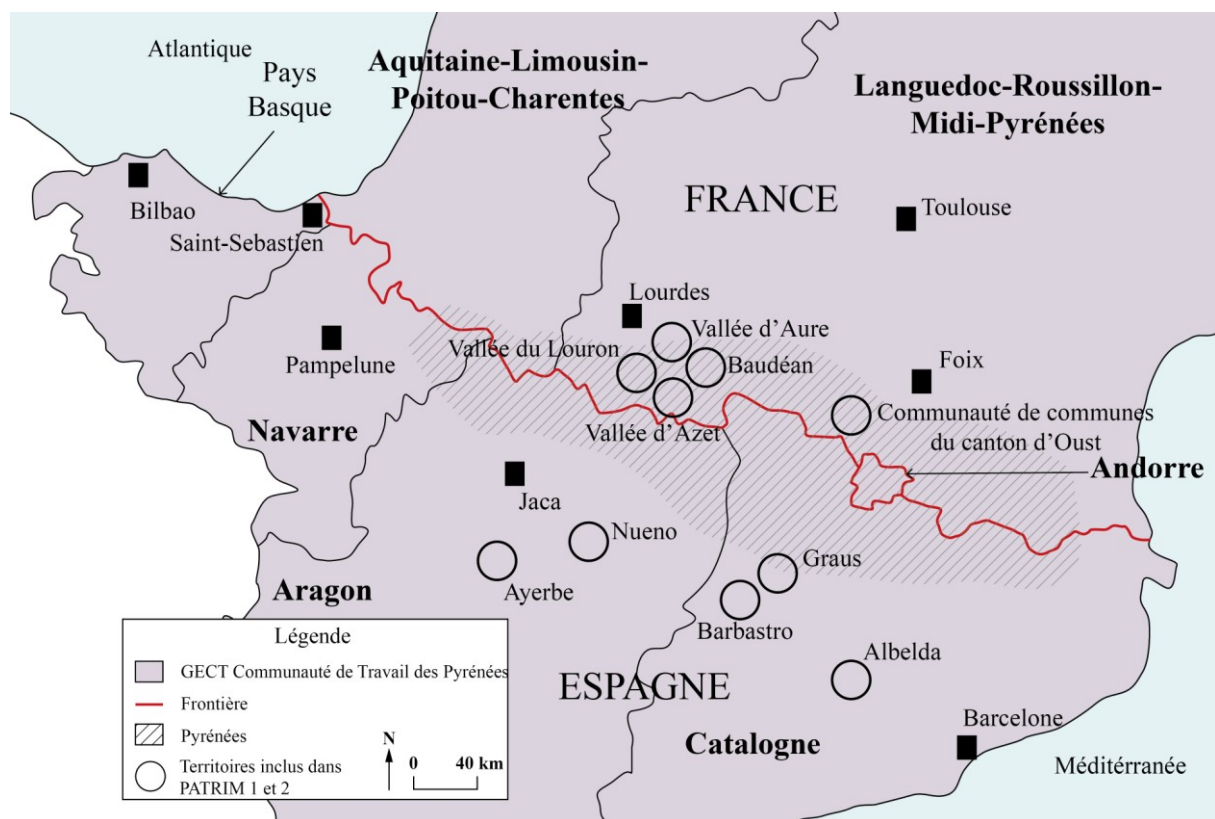 Atlantique
Pays
Basque
Aquitaine-Limousin-
Poitou-Charentes
Languedoc-Roussillon-
Midi-Pyrénées
Bilbao
Saint-Sebastien
FRANCE
Toulouse
Lourdes
Vallée d'Aure
Vallée du Louron
Baudéan
Pampelune
Foix
Vallée d'Azet
Communauté de communes
du canton d'Oust
Navarre
Andorre
Jaca
Nueno
Ayerbe
Graus
Aragon
Barbastro
Albelda
ESPAGNE
Catalogne
Barcelone
Méditérranée
Légende
GECT Communauté de Travail des Pyrénées
Frontière
Pyrénées
Territoires inclus dans
PATRIM 1 et 2
N
0 40 km